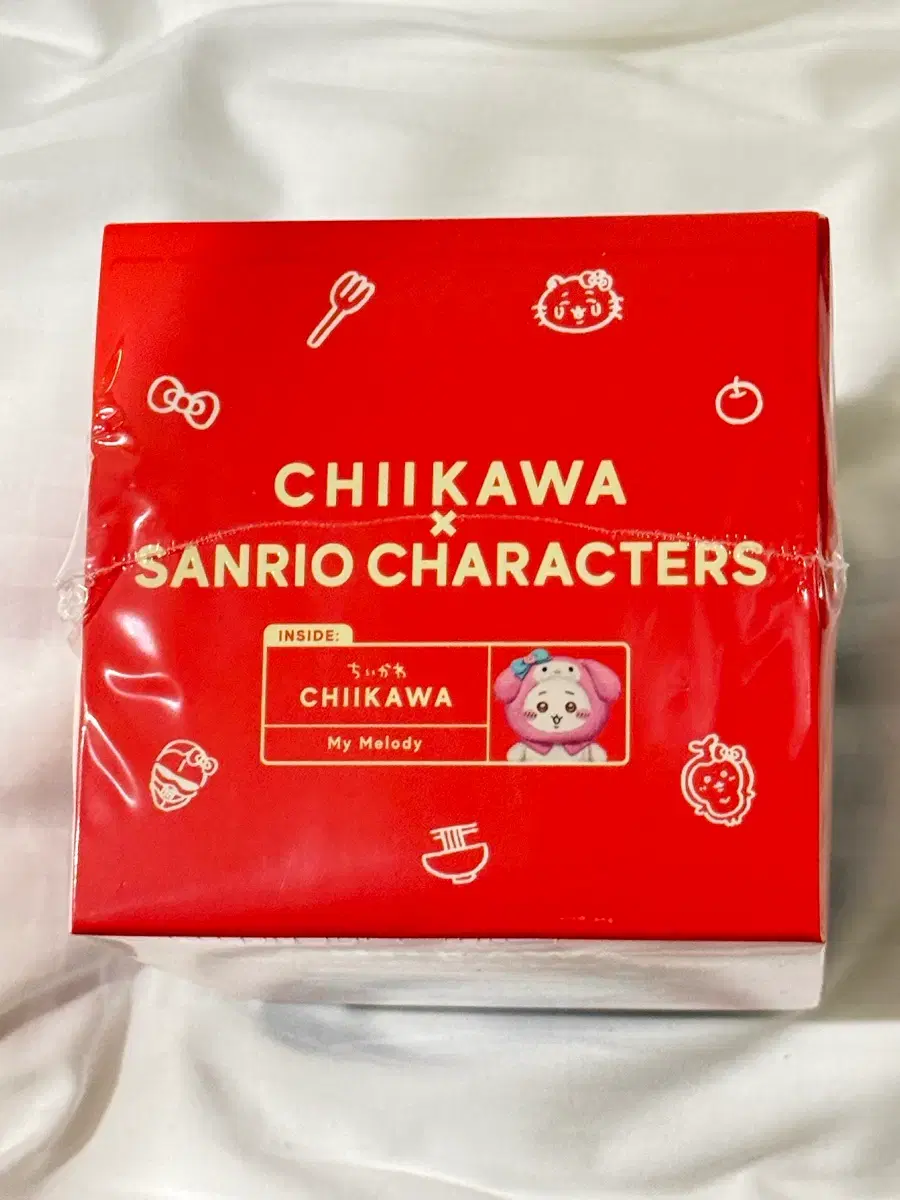 CHIIKAWA
×
SANRIO CHARACTERS
INSIDE:
ちいかわ
CHIIKAWA
My Melody